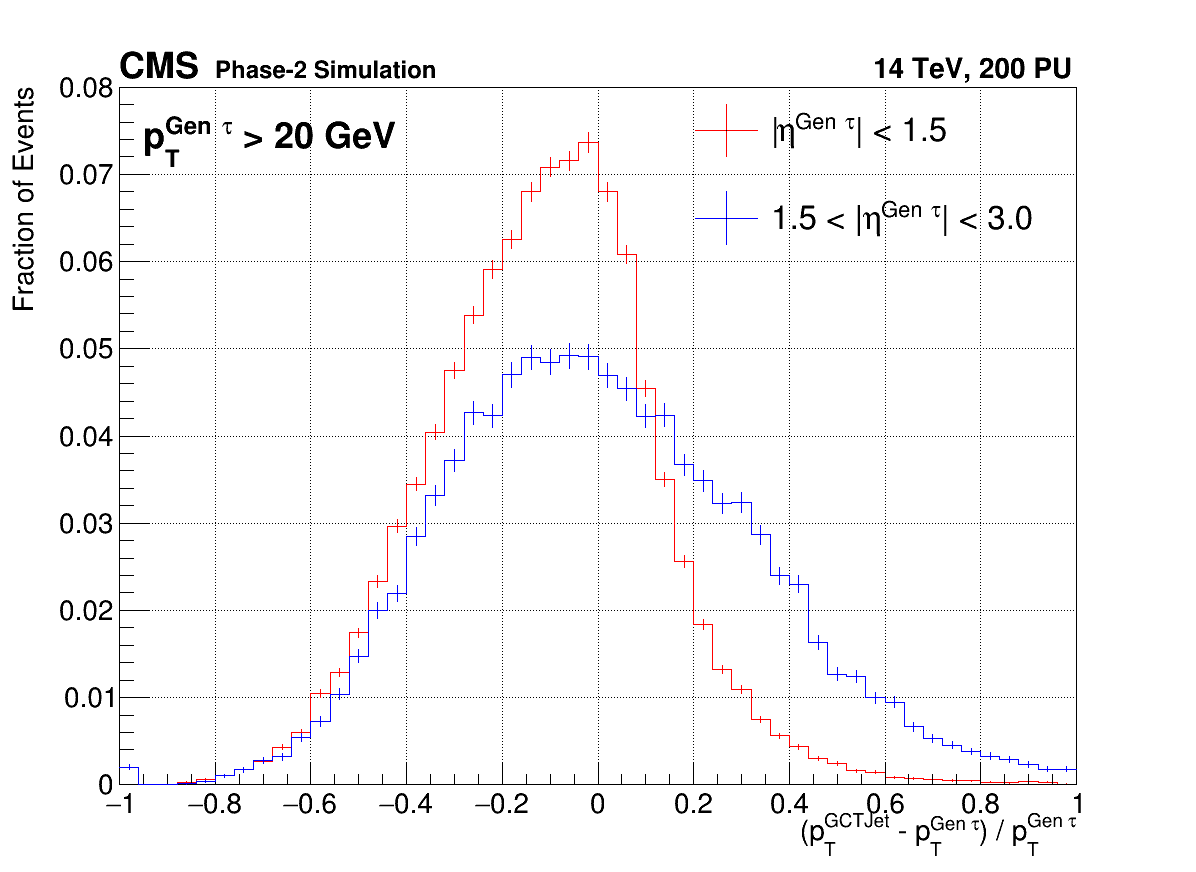 CMS Phase-2 Simulation 14 TeV, 200 PU
Fraction of Events
p_T^{Gen τ} > 20 GeV
|η^{Gen τ}| < 1.5
1.5 < |η^{Gen τ}| < 3.0
0.08
0.07
0.06
0.05
0.04
0.03
0.02
0.01
0
−1 −0.8 −0.6 −0.4 −0.2 0 0.2 0.4 0.6 0.8 1
(p_T^{GCTJet} - p_T^{Gen τ}) / p_T^{Gen τ}